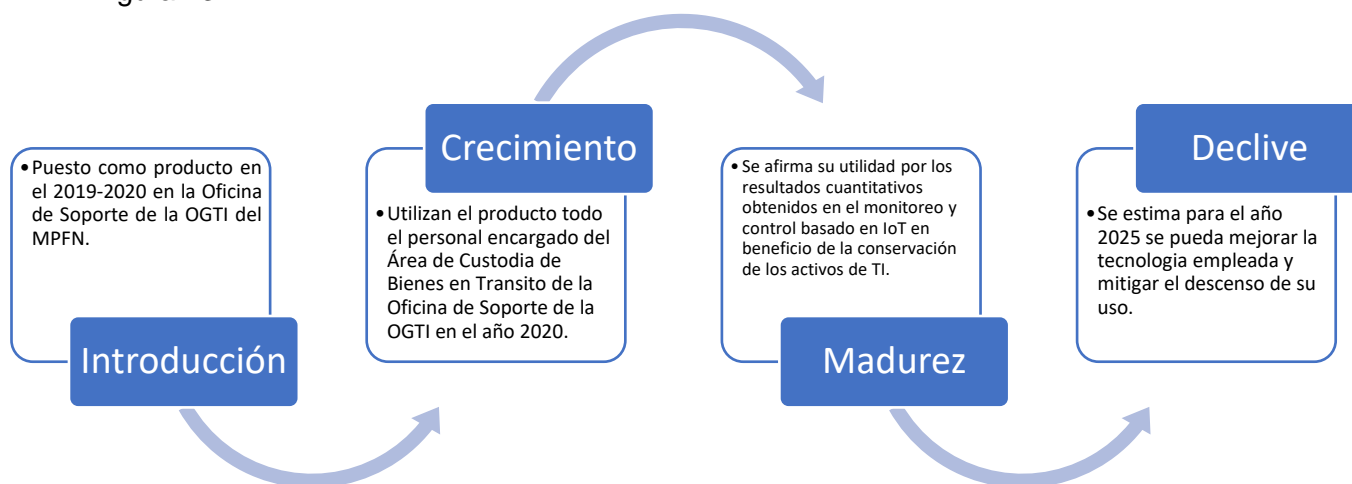 •Puesto como producto en
el 2019-2020 en la Oficina
de Soporte de la OGTI del
MPFN.
Introducción
Crecimiento
•Utilizan el producto todo
el personal encargado del
Área de Custodia de
Bienes en Transito de la
Oficina de Soporte de la
OGTI en el año 2020.
•Se afirma su utilidad por los
resultados cuantitativos
obtenidos en el monitoreo y
control basado en IoT en
beneficio de la conservación
de los activos de TI.
Madurez
Declive
•Se estima para el año
2025 se pueda mejorar la
tecnologia empleada y
mitigar el descenso de su
uso.